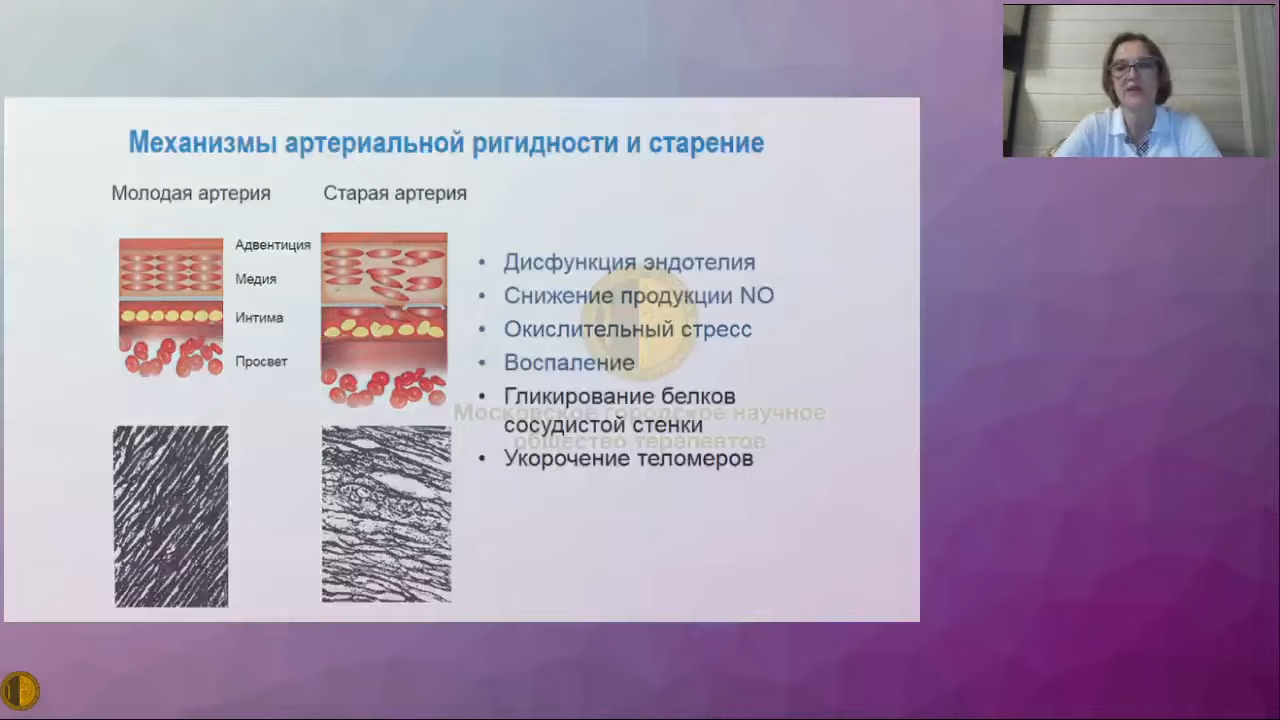 Механизмы артериальной ригидности и старение
Молодая артерия
Старая артерия
Адвентиция
Медия
Интима
Просвет
• Дисфункция эндотелия
• Снижение продукции NO
• Окислительный стресс
• Воспаление
• Гликирование белков
сосудистой стенки
• Укорочение теломеров
Московское городское научное
общество терапевтов